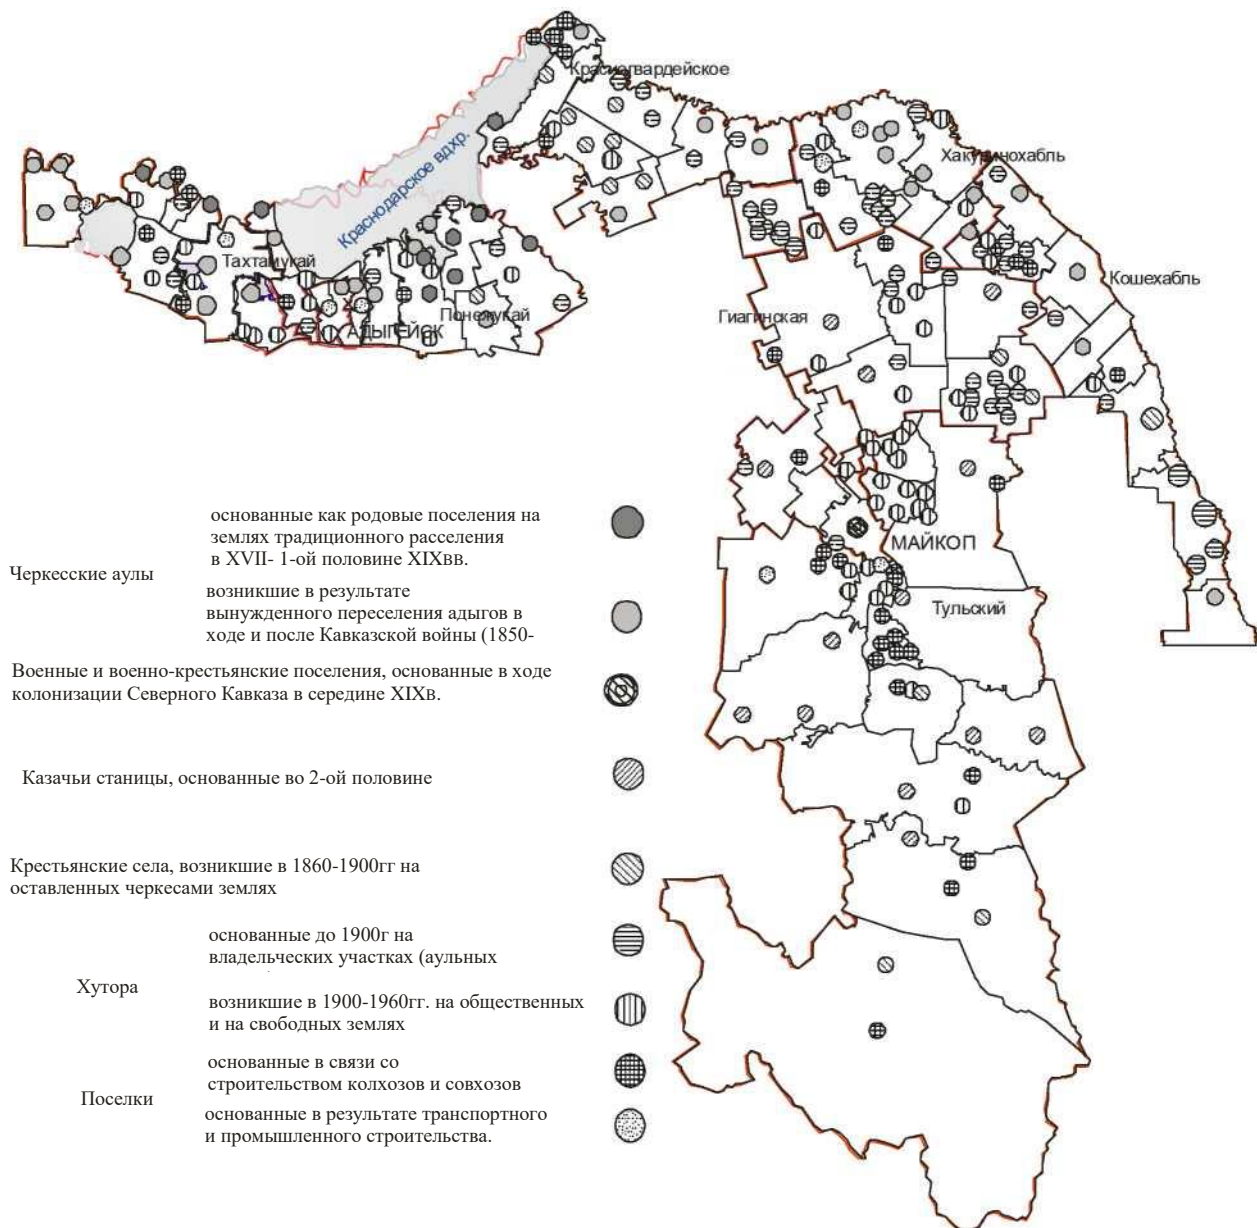 Красногвардейское
Краснодарское вдхр.
Хакуринохабль
Тахтамукай
Кошехабль
Гиагинская
Понежукай
АДЫГЕЙСК
МАЙКОП
Тульский
Черкесские аулы
основанные как родовые поселения на
землях традиционного расселения
в XVII- 1-ой половине XIXвв.
возникшие в результате
вынужденного переселения адыгов в
ходе и после Кавказской войны (1850-
Военные и военно-крестьянские поселения, основанные в ходе
колонизации Северного Кавказа в середине XIXв.
Казачьи станицы, основанные во 2-ой половине
Крестьянские села, возникшие в 1860-1900гг на
оставленных черкесами землях
Хутора
основанные до 1900г на
владельческих участках (аульных
возникшие в 1900-1960гг. на общественных
и на свободных землях
Поселки
основанные в связи со
строительством колхозов и совхозов
основанные в результате транспортного
и промышленного строительства.